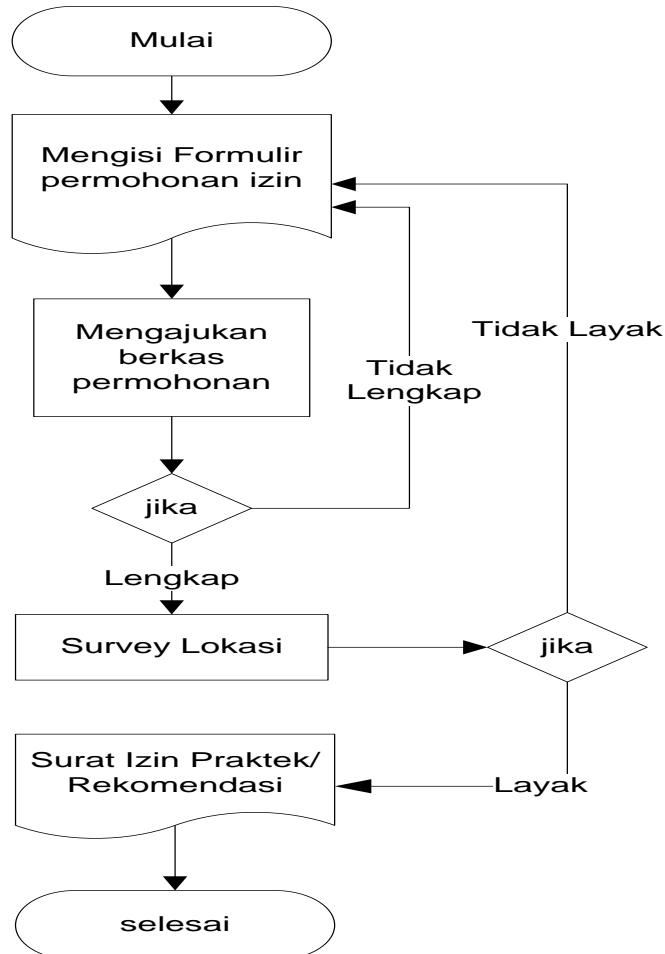 Mulai
Mengisi Formulir
permohonan izin
Mengajukan
berkas
permohonan
Tidak
Lengkap
Tidak Layak
jika
Lengkap
Survey Lokasi
jika
Surat Izin Praktek/
Rekomendasi
Layak
selesai